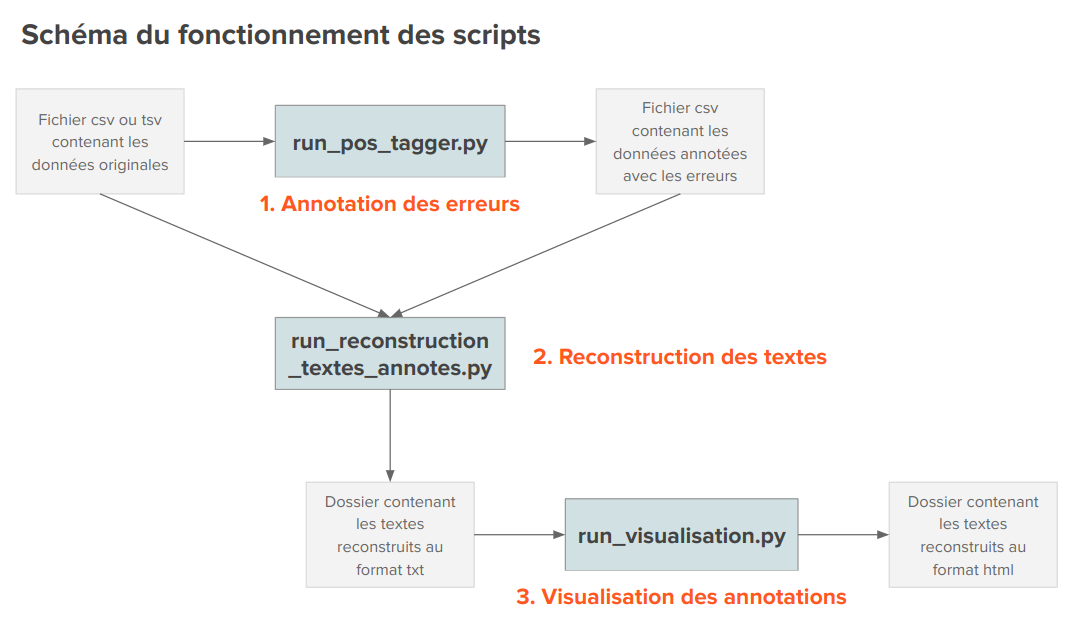 Schéma du fonctionnement des scripts
Fichier csv ou tsv
contenant les
données originales
run_pos_tagger.py
Fichier csv
contenant les
données annotées
avec les erreurs
1. Annotation des erreurs
run_reconstruction
_textes_annotes.py
2. Reconstruction des textes
Dossier contenant
les textes
reconstruits au
format txt
run_visualisation.py
Dossier contenant
les textes
reconstruits au
format html
3. Visualisation des annotations